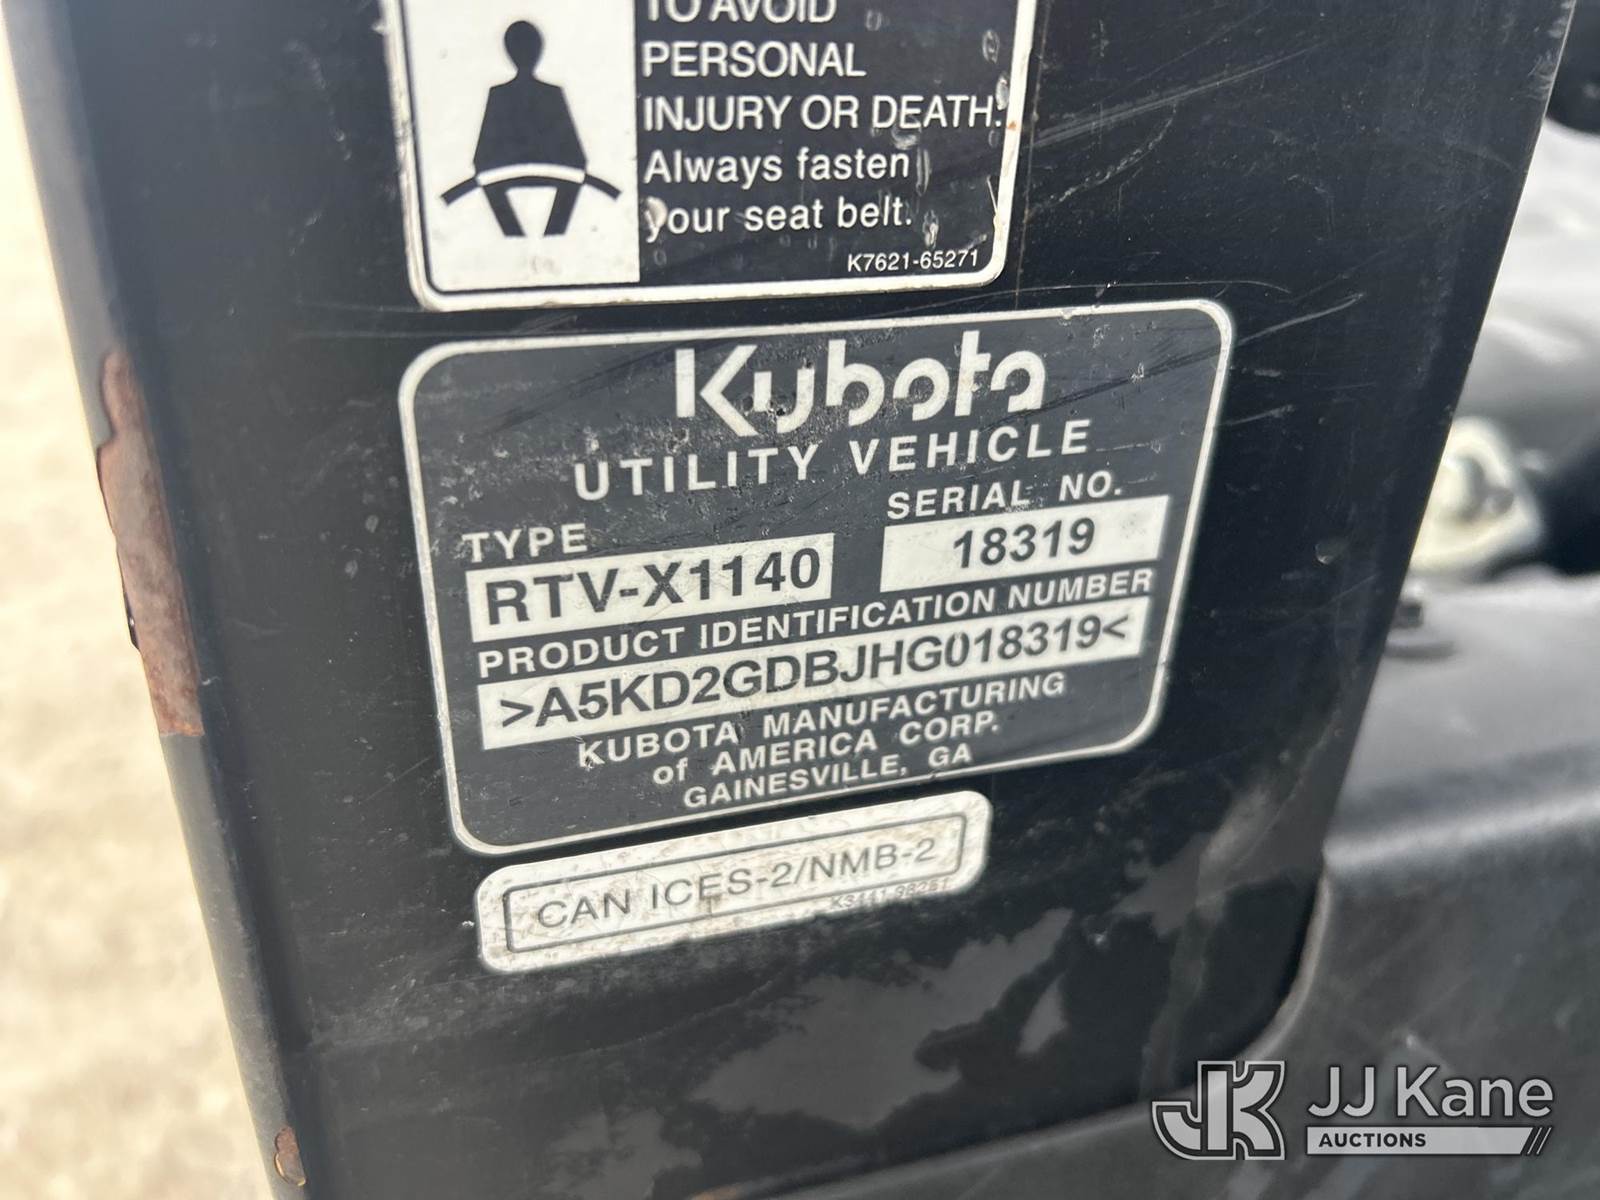 TO AVOID
PERSONAL
INJURY OR DEATH:
Always fasten
your seat belt.
K7621-65271
Kubota
UTILITY VEHICLE
TYPE
SERIAL NO.
RTV-X1140
18319
PRODUCT IDENTIFICATION NUMBER
>A5KD2GDBJHG018319<
KUBOTA MANUFACTURING
of AMERICA CORP.
GAINESVILLE, GA
CAN ICES-2/NMB-2
JK
JJ Kane
AUCTIONS